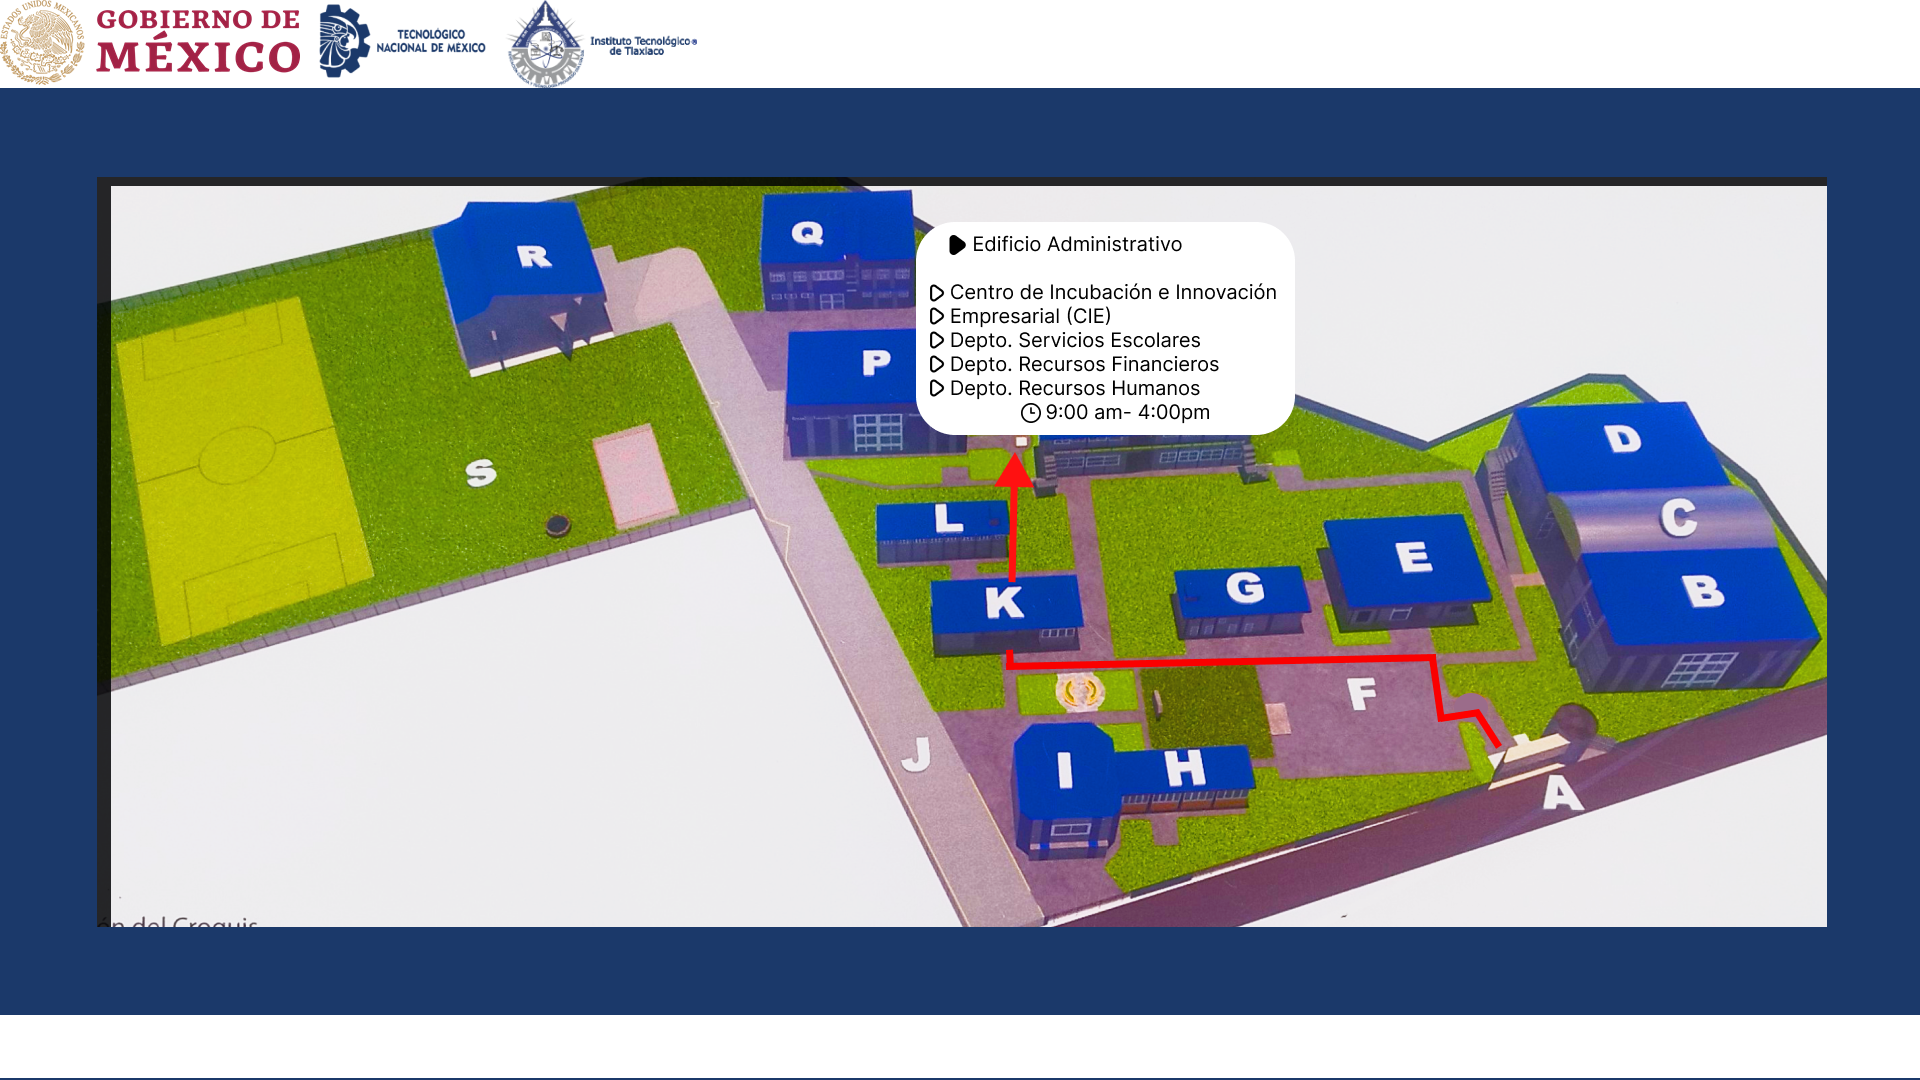 GOBIERNO DE
MÉXICO
TECNOLÓGICO
NACIONAL DE MÉXICO
Instituto Tecnológico®
de Tlaxiaco
R
Q
P
Edificio Administrativo
Centro de Incubación e Innovación
Empresarial (CIE)
Depto. Servicios Escolares
Depto. Recursos Financieros
Depto. Recursos Humanos
9:00 am- 4:00pm
S
L
K
G
E
D
C
B
F
J
I
H
A
del Croquis